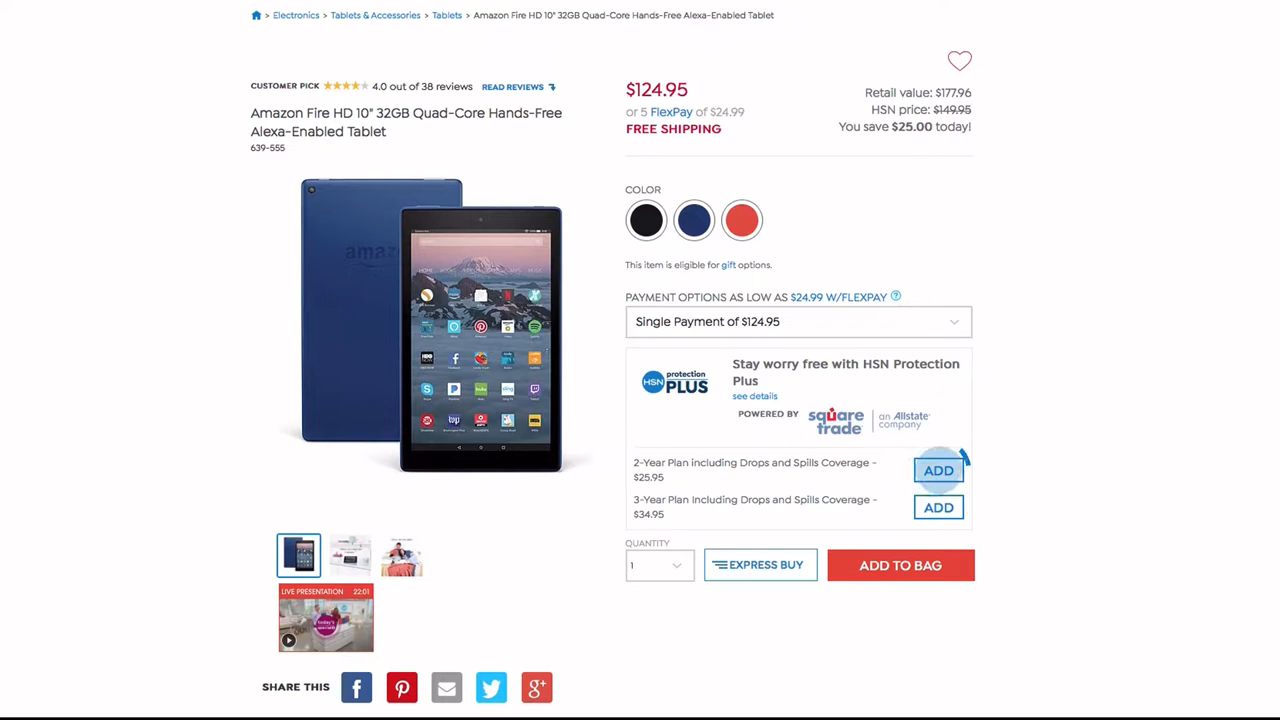 Electronics > Tablets & Accessories > Tablets > Amazon Fire HD 10" 32GB Quad-Core Hands-Free Alexa-Enabled Tablet
CUSTOMER PICK 4.0 out of 38 reviews READ REVIEWS
Amazon Fire HD 10" 32GB Quad-Core Hands-Free
Alexa-Enabled Tablet
639-555
amaz
$124.95
or 5 FlexPay of $24.99
FREE SHIPPING
Retail value: $177.96
HSN price: $149.95
You save $25.00 today!
COLOR
This item is eligible for gift options.
PAYMENT OPTIONS AS LOW AS $24.99 W/FLEXPAY ?
Single Payment of $124.95
HSN protection PLUS
Stay worry free with HSN Protection
Plus
see details
POWERED BY square trade an Allstate company
2-Year Plan including Drops and Spills Coverage -
$25.95
ADD
3-Year Plan Including Drops and Spills Coverage -
$34.95
ADD
QUANTITY
1
EXPRESS BUY
ADD TO BAG
LIVE PRESENTATION 22:01
today's
SHARE THIS